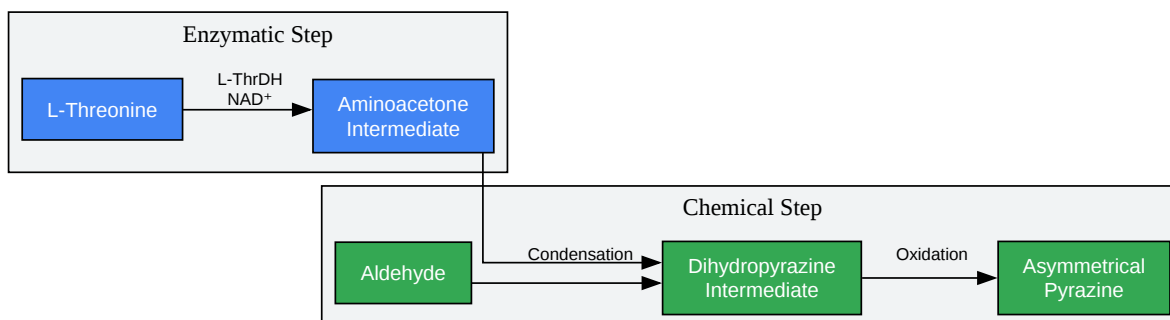 Enzymatic Step
L-Threonine
L-ThrDH
NAD⁺
Aminoacetone
Intermediate
Chemical Step
Aldehyde
Condensation
Dihydropyrazine
Intermediate
Oxidation
Asymmetrical
Pyrazine